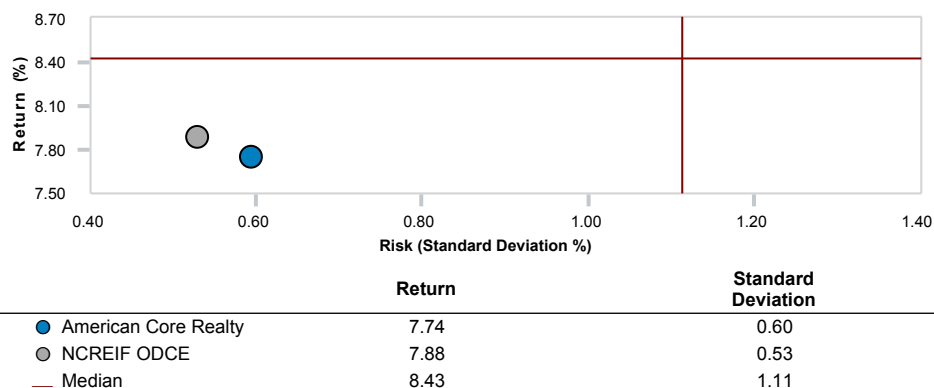 8.70
8.40
8.10
7.80
7.50
Return (%)
0.40 0.60 0.80 1.00 1.20 1.40
Risk (Standard Deviation %)
Return Standard Deviation
American Core Realty 7.74 0.60
NCREIF ODCE 7.88 0.53
Median 8.43 1.11